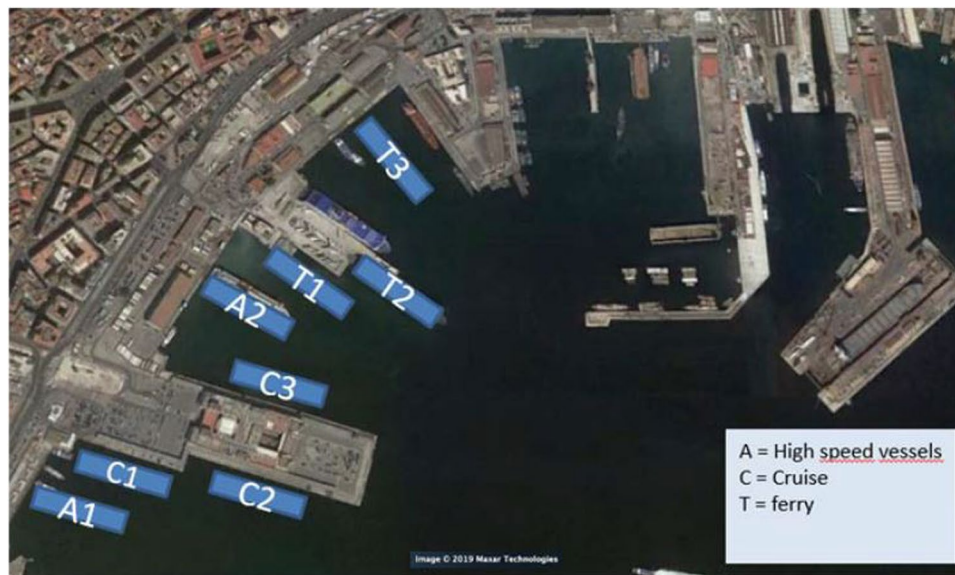 T3
T1
T2
A2
C3
C1
C2
A1
A = High speed vessels
C = Cruise
T = ferry
Image © 2019 Maxar Technologies